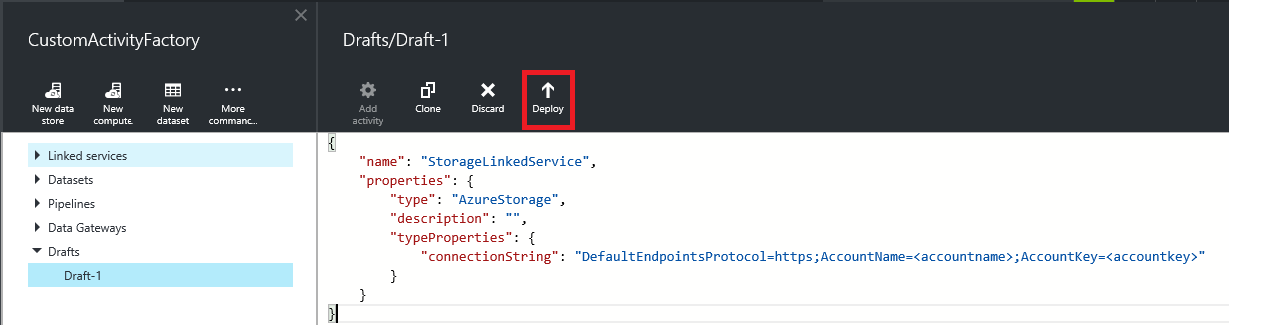 CustomActivityFactory
New data
store
New
compute.
New
dataset
More
commanc...
Linked services
Datasets
Pipelines
Data Gateways
Drafts
Draft-1
Drafts/Draft-1
Add
activity
Clone
Discard
Deploy
{
"name": "StorageLinkedService",
"properties": {
"type": "AzureStorage",
"description": "",
"typeProperties": {
"connectionString": "DefaultEndpointsProtocol=https;AccountName=<accountname>;AccountKey=<accountkey>"
}
}
}